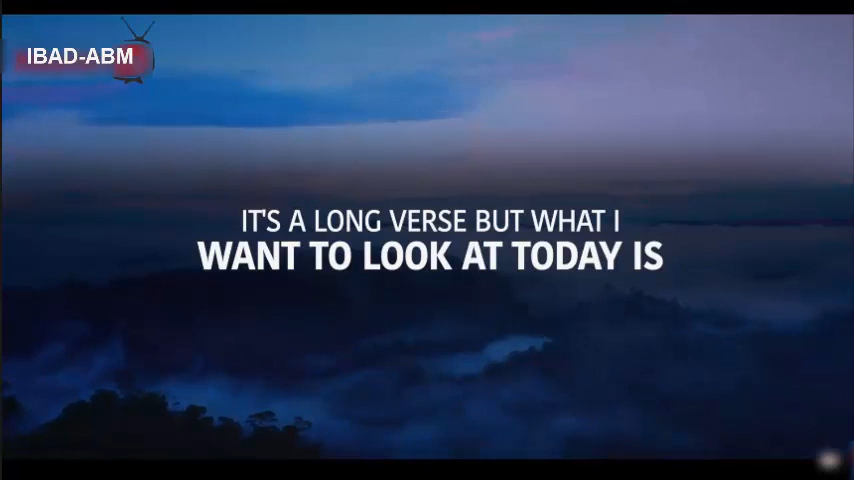 IBAD-ABM
IT'S A LONG VERSE BUT WHAT I
WANT TO LOOK AT TODAY IS